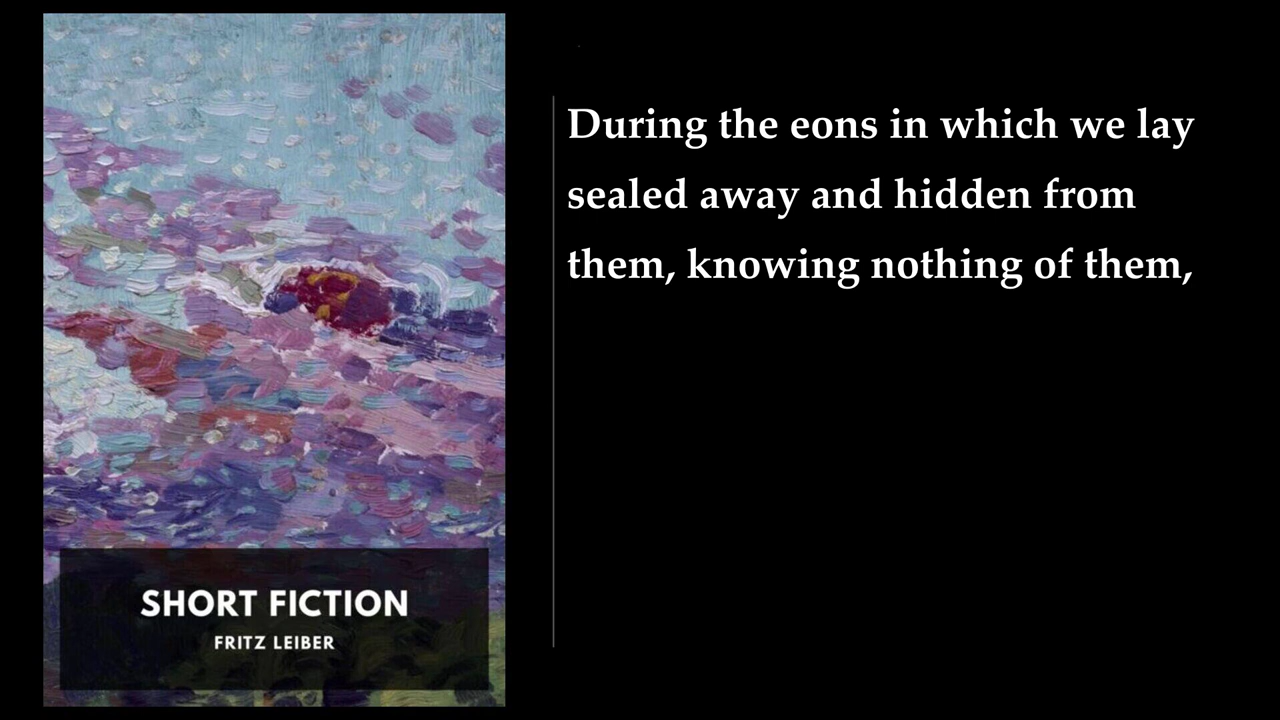 SHORT FICTION
FRITZ LEIBER
During the eons in which we lay
sealed away and hidden from
them, knowing nothing of them,